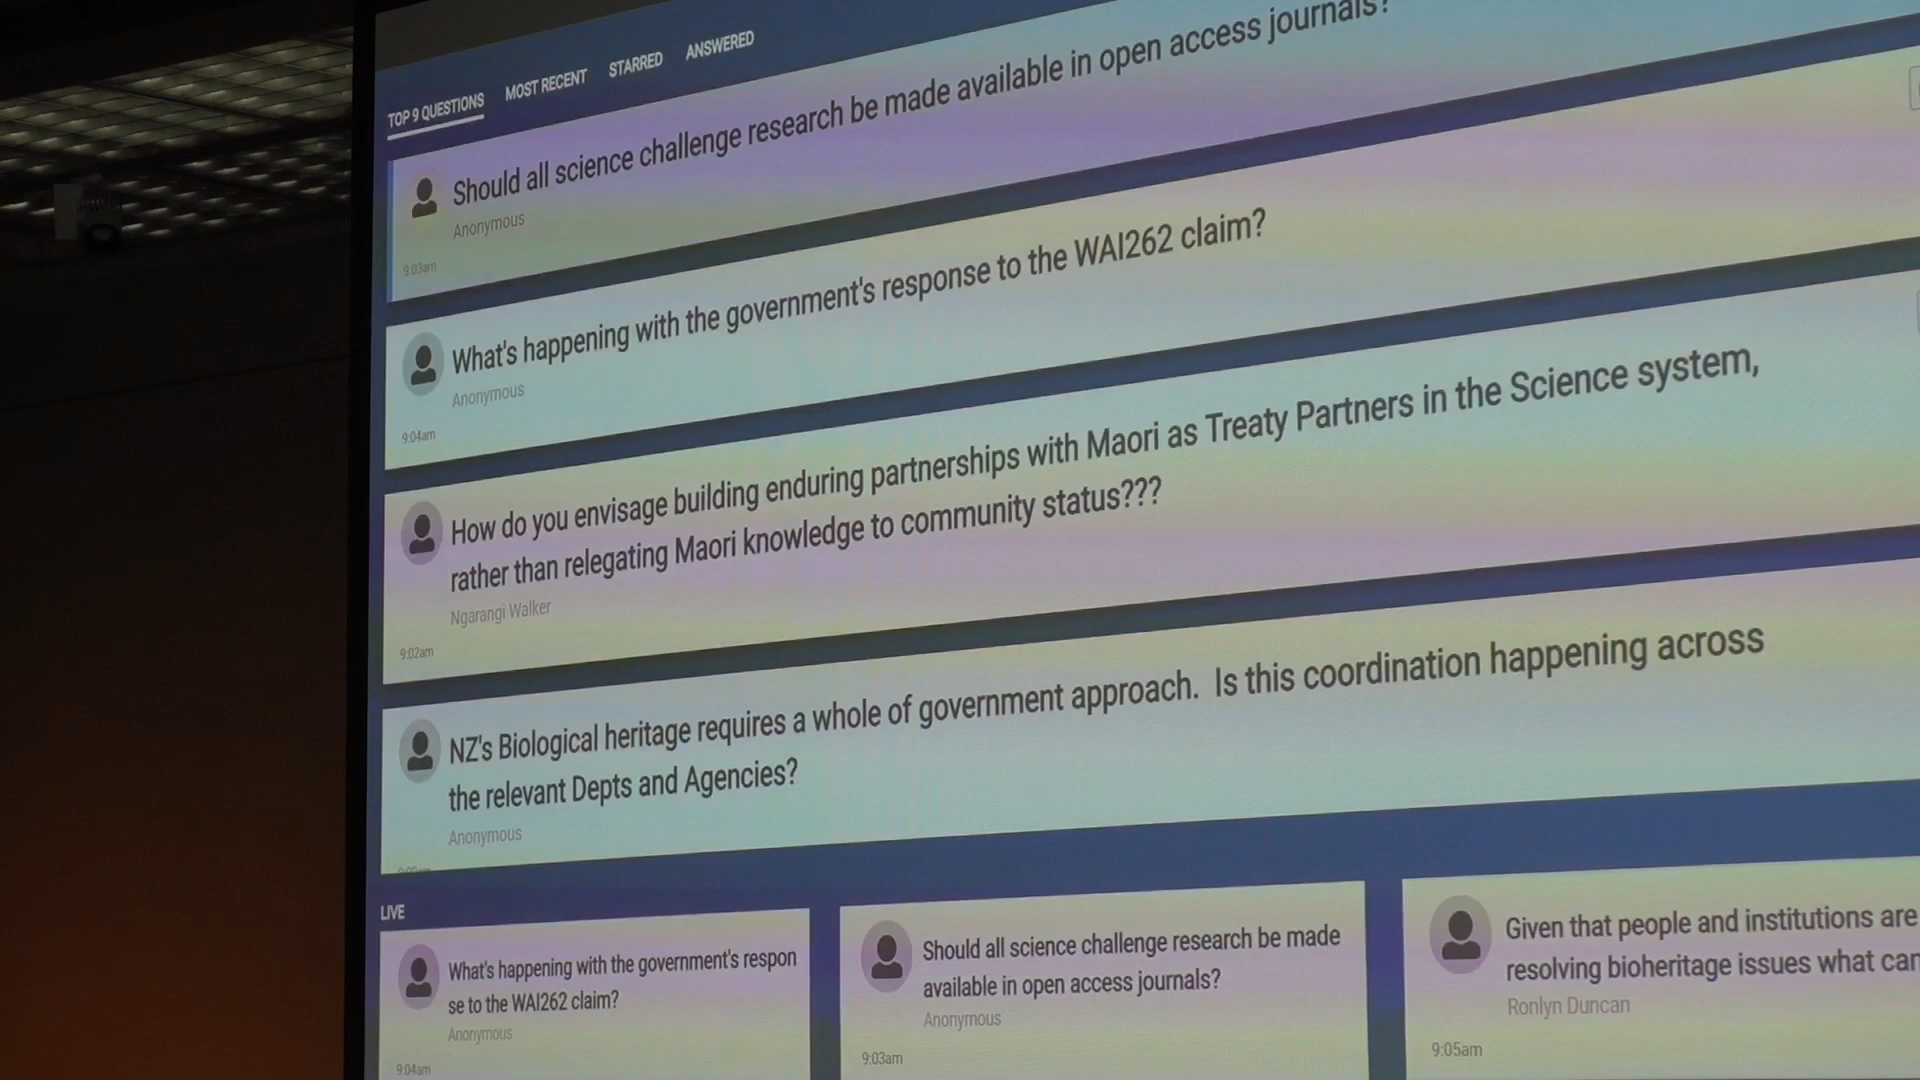 TOP 9 QUESTIONS MOST RECENT STARRED ANSWERED
Should all science challenge research be made available in open access journals?
Anonymous
9:03am
What's happening with the government's response to the WAI262 claim?
Anonymous
9:04am
How do you envisage building enduring partnerships with Maori as Treaty Partners in the Science system,
rather than relegating Maori knowledge to community status???
Ngarangi Walker
9:02am
NZ's Biological heritage requires a whole of government approach. Is this coordination happening across
the relevant Depts and Agencies?
Anonymous
LIVE
What's happening with the government's respon
se to the WAI262 claim?
Anonymous
9:04am
Should all science challenge research be made
available in open access journals?
Anonymous
9:03am
Given that people and institutions are
resolving bioheritage issues what can
Ronlyn Duncan
9:05am